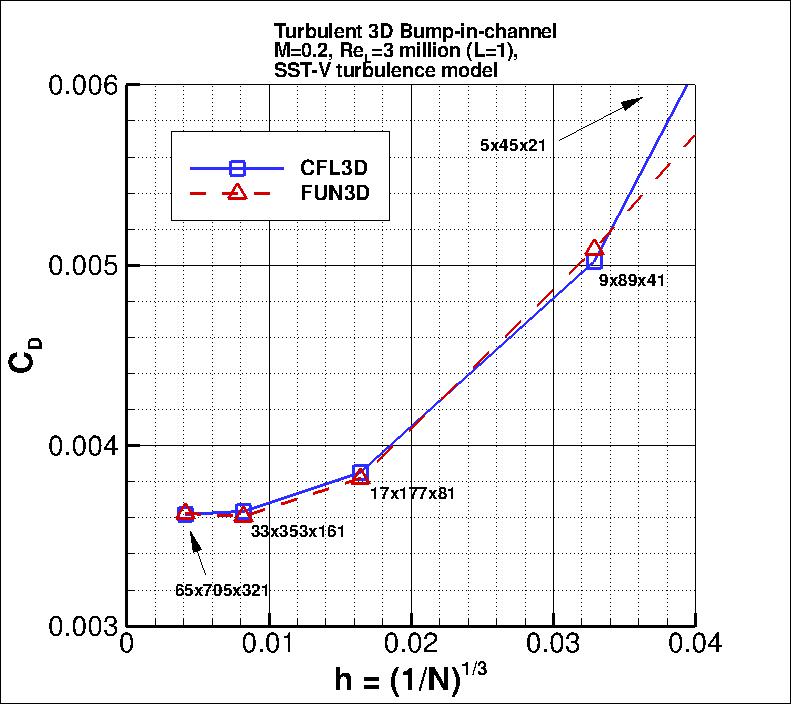 Turbulent 3D Bump-in-channel
M=0.2, Re_L=3 million (L=1),
SST-V turbulence model
0.006
5x45x21
CFL3D
FUN3D
0.005
9x89x41
C_D
0.004
17x177x81
33x353x161
65x705x321
0.003
0 0.01 0.02 0.03 0.04
h = (1/N)^1/3